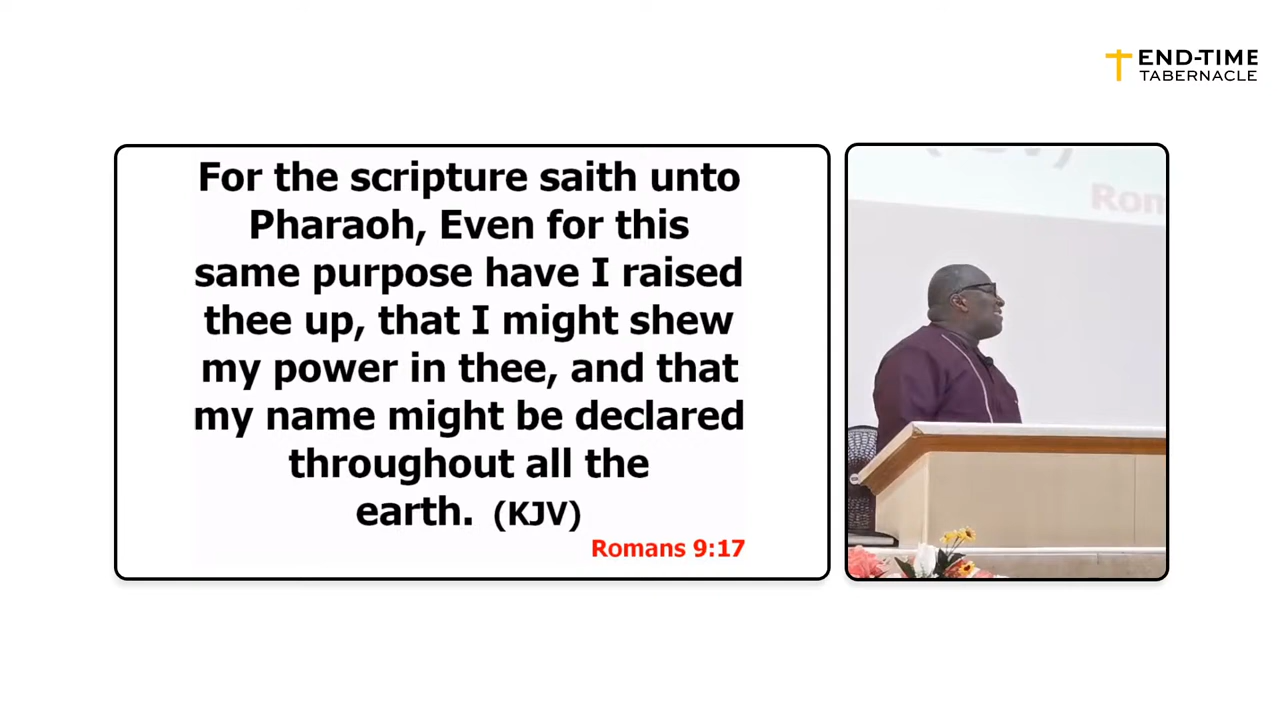 END-TIME
TABERNACLE
For the scripture saith unto
Pharaoh, Even for this
same purpose have I raised
thee up, that I might shew
my power in thee, and that
my name might be declared
throughout all the
earth. (KJV)
Romans 9:17
Rom